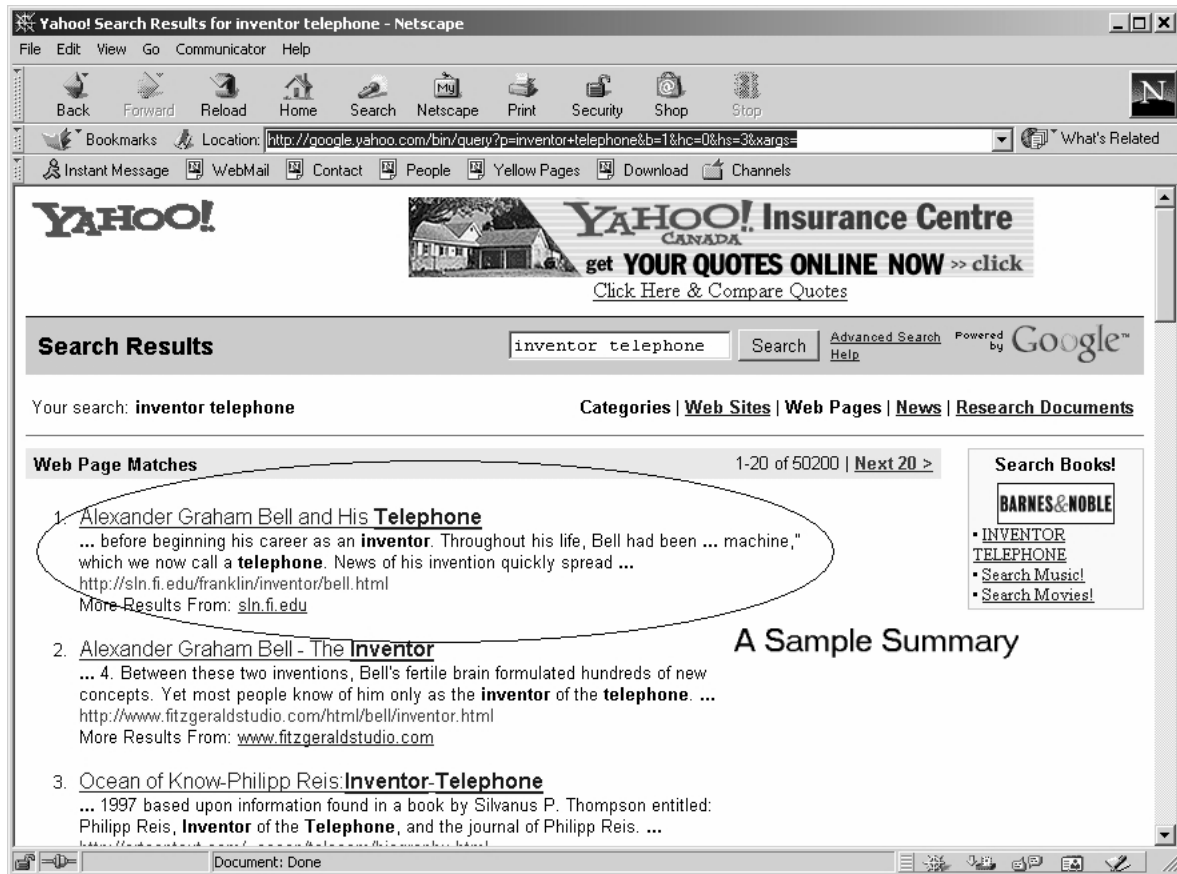 Yahoo! Search Results for inventor telephone - Netscape
File Edit View Go Communicator Help
Back Forward Reload Home Search Netscape Print Security Shop Stop
My
N
Bookmarks Location: http://google.yahoo.com/bin/query?p=inventor+telephone&b=1&hc=0&hs=3&xargs= What's Related
Instant Message WebMail Contact People Yellow Pages Download Channels
YAHOO!
YAHOO! Insurance Centre
CANADA
get YOUR QUOTES ONLINE NOW >> click
Click Here & Compare Quotes
Search Results inventor telephone Search Advanced Search Help Powered by Google™
Your search: inventor telephone Categories | Web Sites | Web Pages | News | Research Documents
Web Page Matches 1-20 of 50200 | Next 20 >
1. Alexander Graham Bell and His Telephone
... before beginning his career as an inventor. Throughout his life, Bell had been ... machine,"
which we now call a telephone. News of his invention quickly spread ...
http://sln.fi.edu/franklin/inventor/bell.html
More Results From: sln.fi.edu
Search Books!
BARNES&NOBLE
▪ INVENTOR
TELEPHONE
▪ Search Music!
▪ Search Movies!
A Sample Summary
2. Alexander Graham Bell - The Inventor
... 4. Between these two inventions, Bell's fertile brain formulated hundreds of new
concepts. Yet most people know of him only as the inventor of the telephone. ...
http://www.fitzgeraldstudio.com/html/bell/inventor.html
More Results From: www.fitzgeraldstudio.com
3. Ocean of Know-Philipp Reis:Inventor-Telephone
... 1997 based upon information found in a book by Silvanus P. Thompson entitled:
Philipp Reis, Inventor of the Telephone, and the journal of Philipp Reis. ...
Document: Done